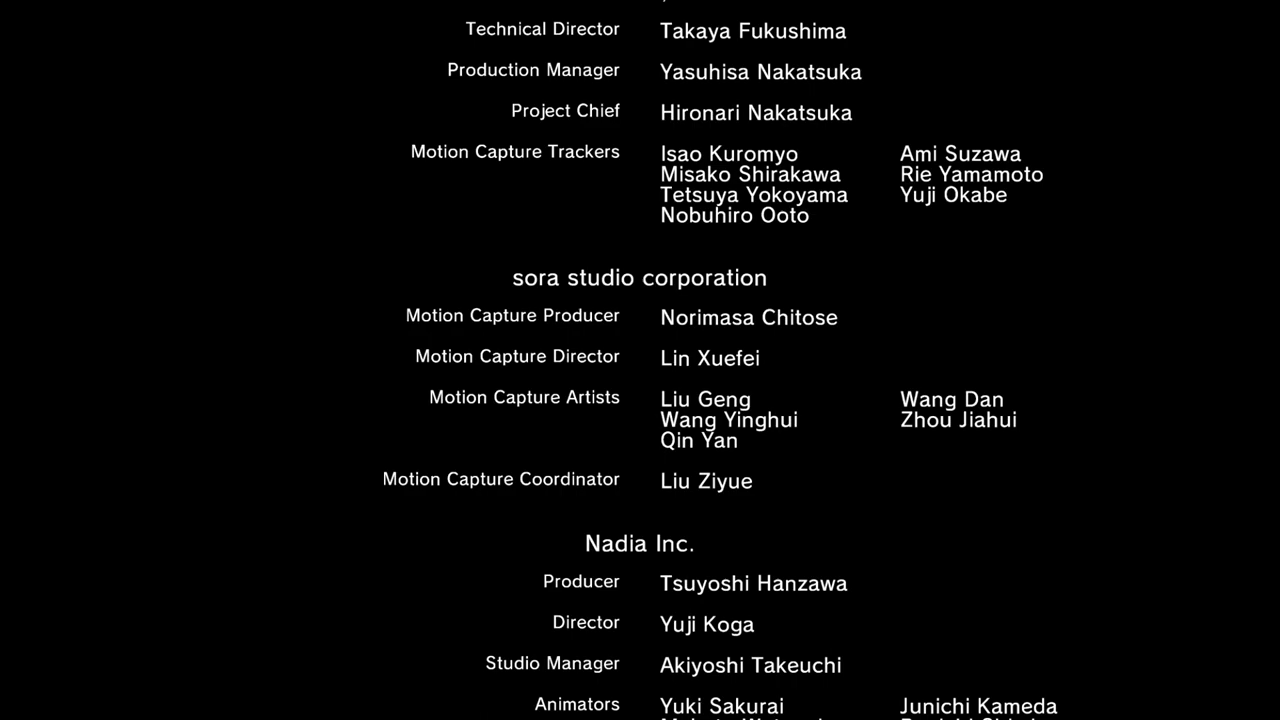 Technical Director Takaya Fukushima
Production Manager Yasuhisa Nakatsuka
Project Chief Hironari Nakatsuka
Motion Capture Trackers Isao Kuromyo Ami Suzawa
Misako Shirakawa Rie Yamamoto
Tetsuya Yokoyama Yuji Okabe
Nobuhiro Ooto
sora studio corporation
Motion Capture Producer Norimasa Chitose
Motion Capture Director Lin Xuefei
Motion Capture Artists Liu Geng Wang Dan
Wang Yinghui Zhou Jiahui
Qin Yan
Motion Capture Coordinator Liu Ziyue
Nadia Inc.
Producer Tsuyoshi Hanzawa
Director Yuji Koga
Studio Manager Akiyoshi Takeuchi
Animators Yuki Sakurai Junichi Kameda